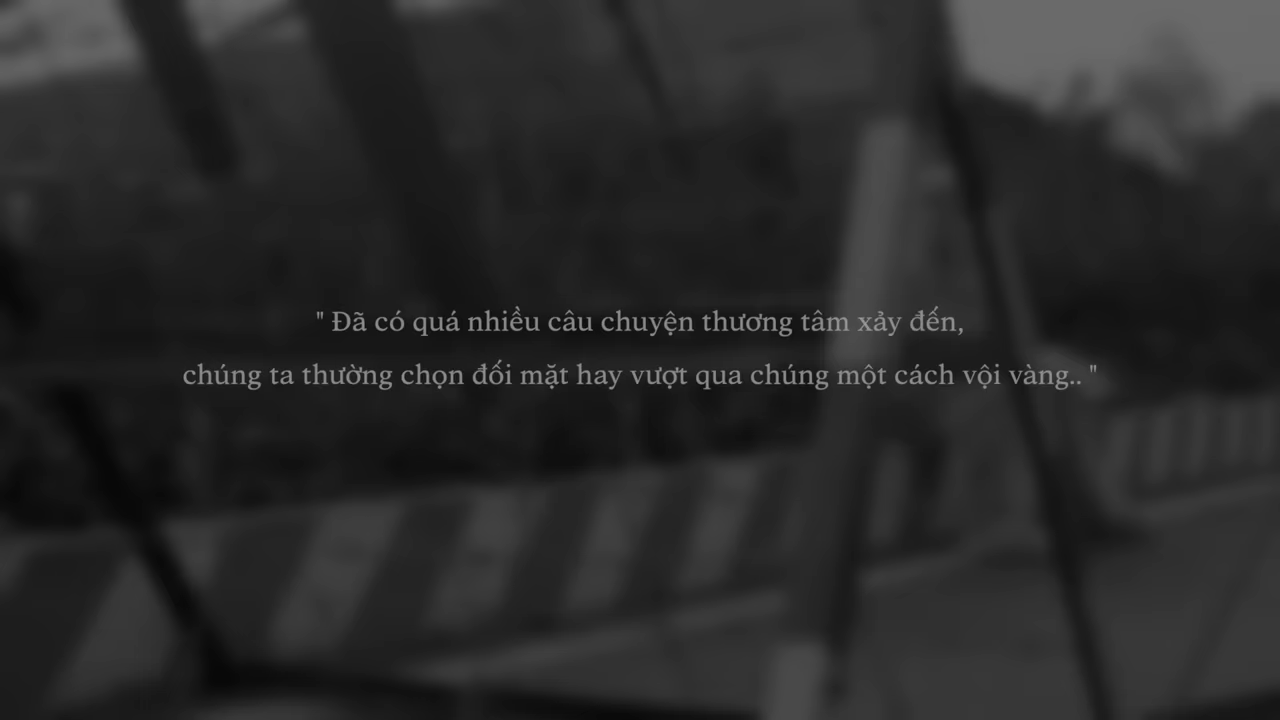 " Đã có quá nhiều câu chuyện thương tâm xảy đến,
chúng ta thường chọn đối mặt hay vượt qua chúng một cách vội vàng.. "